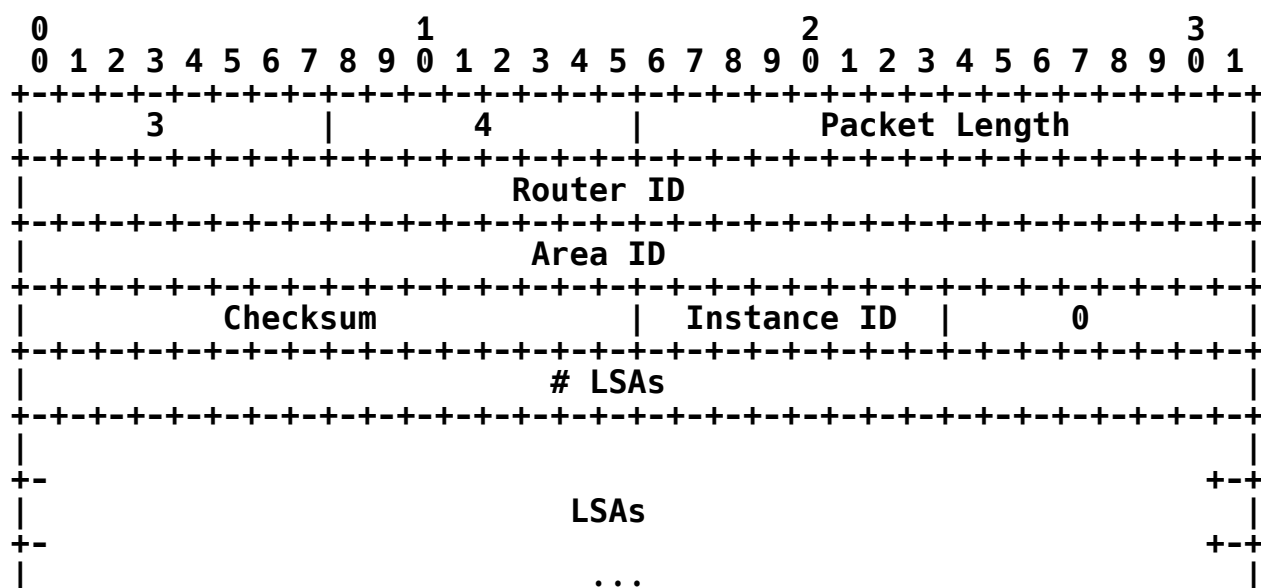 0                   1                   2                   3
 0 1 2 3 4 5 6 7 8 9 0 1 2 3 4 5 6 7 8 9 0 1 2 3 4 5 6 7 8 9 0 1
+-+-+-+-+-+-+-+-+-+-+-+-+-+-+-+-+-+-+-+-+-+-+-+-+-+-+-+-+-+-+-+-+
|      3        |       4       |         Packet Length         |
+-+-+-+-+-+-+-+-+-+-+-+-+-+-+-+-+-+-+-+-+-+-+-+-+-+-+-+-+-+-+-+-+
|                         Router ID                             |
+-+-+-+-+-+-+-+-+-+-+-+-+-+-+-+-+-+-+-+-+-+-+-+-+-+-+-+-+-+-+-+-+
|                          Area ID                              |
+-+-+-+-+-+-+-+-+-+-+-+-+-+-+-+-+-+-+-+-+-+-+-+-+-+-+-+-+-+-+-+-+
|          Checksum             |  Instance ID  |      0        |
+-+-+-+-+-+-+-+-+-+-+-+-+-+-+-+-+-+-+-+-+-+-+-+-+-+-+-+-+-+-+-+-+
|                           # LSAs                              |
+-+-+-+-+-+-+-+-+-+-+-+-+-+-+-+-+-+-+-+-+-+-+-+-+-+-+-+-+-+-+-+-+
|                                                               |
+-                                                            +-+
|                            LSAs                               |
+-                                                            +-+
|                             ...                               |